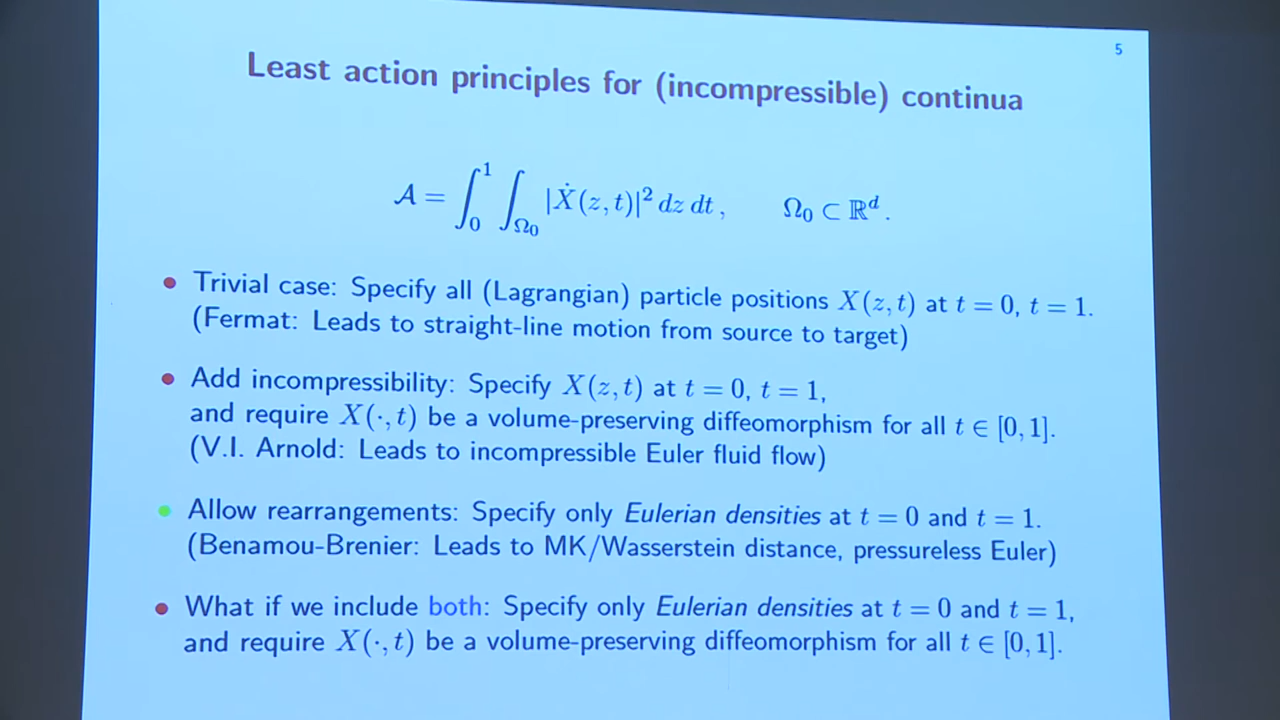 5
Least action principles for (incompressible) continua
𝒜 = ∫₀¹ ∫_Ω₀ |Ẋ(z, t)|² dz dt ,    Ω₀ ⊂ ℝᵈ .
• Trivial case: Specify all (Lagrangian) particle positions X(z, t) at t = 0, t = 1.
(Fermat: Leads to straight-line motion from source to target)
• Add incompressibility: Specify X(z, t) at t = 0, t = 1,
and require X(·, t) be a volume-preserving diffeomorphism for all t ∈ [0, 1].
(V.I. Arnold: Leads to incompressible Euler fluid flow)
• Allow rearrangements: Specify only Eulerian densities at t = 0 and t = 1.
(Benamou-Brenier: Leads to MK/Wasserstein distance, pressureless Euler)
• What if we include both: Specify only Eulerian densities at t = 0 and t = 1,
and require X(·, t) be a volume-preserving diffeomorphism for all t ∈ [0, 1].